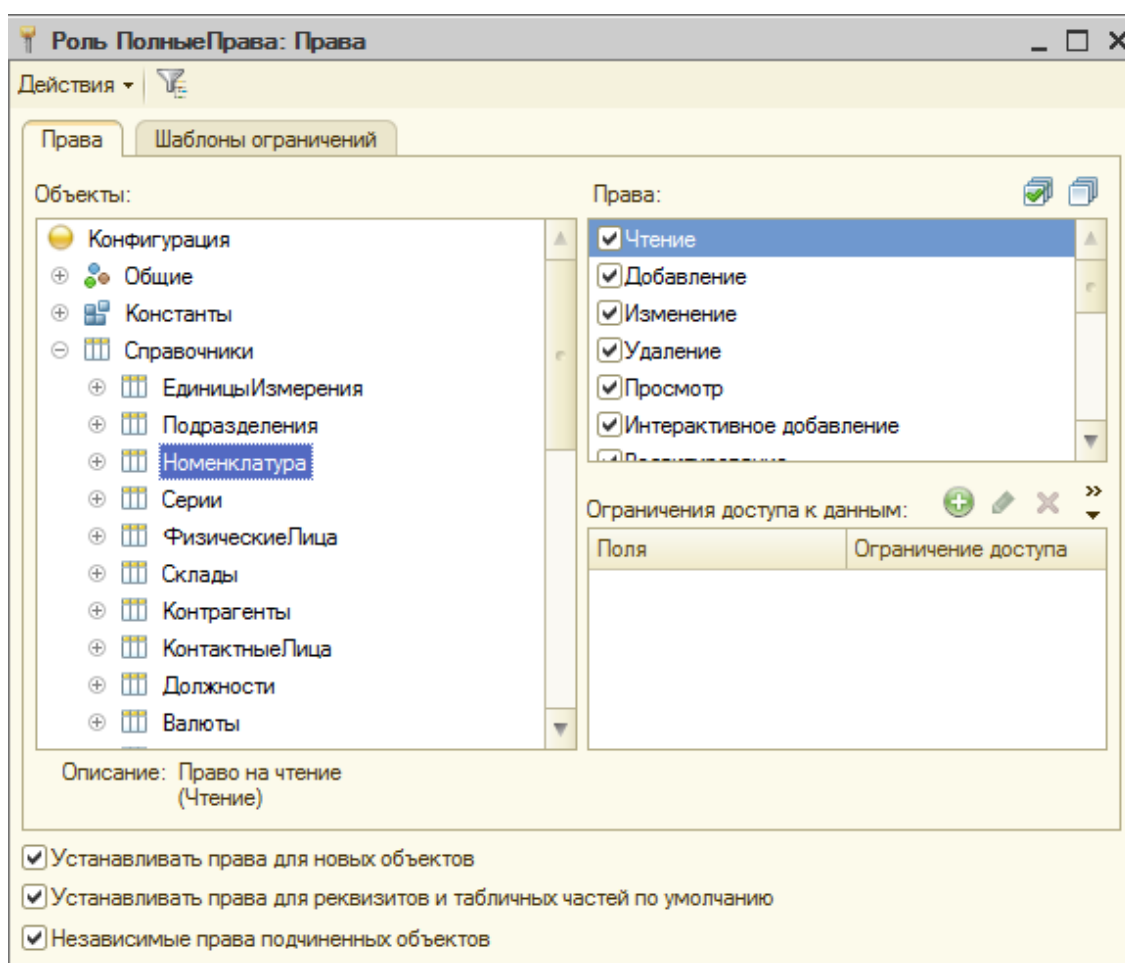 Роль ПолныеПрава: Права
Действия
Права
Шаблоны ограничений
Объекты:
Конфигурация
Общие
Константы
Справочники
ЕдиницыИзмерения
Подразделения
Номенклатура
Серии
ФизическиеЛица
Склады
Контрагенты
КонтактныеЛица
Должности
Валюты
Права:
Чтение
Добавление
Изменение
Удаление
Просмотр
Интерактивное добавление
Ограничения доступа к данным:
Поля
Ограничение доступа
Описание: Право на чтение
(Чтение)
Устанавливать права для новых объектов
Устанавливать права для реквизитов и табличных частей по умолчанию
Независимые права подчиненных объектов